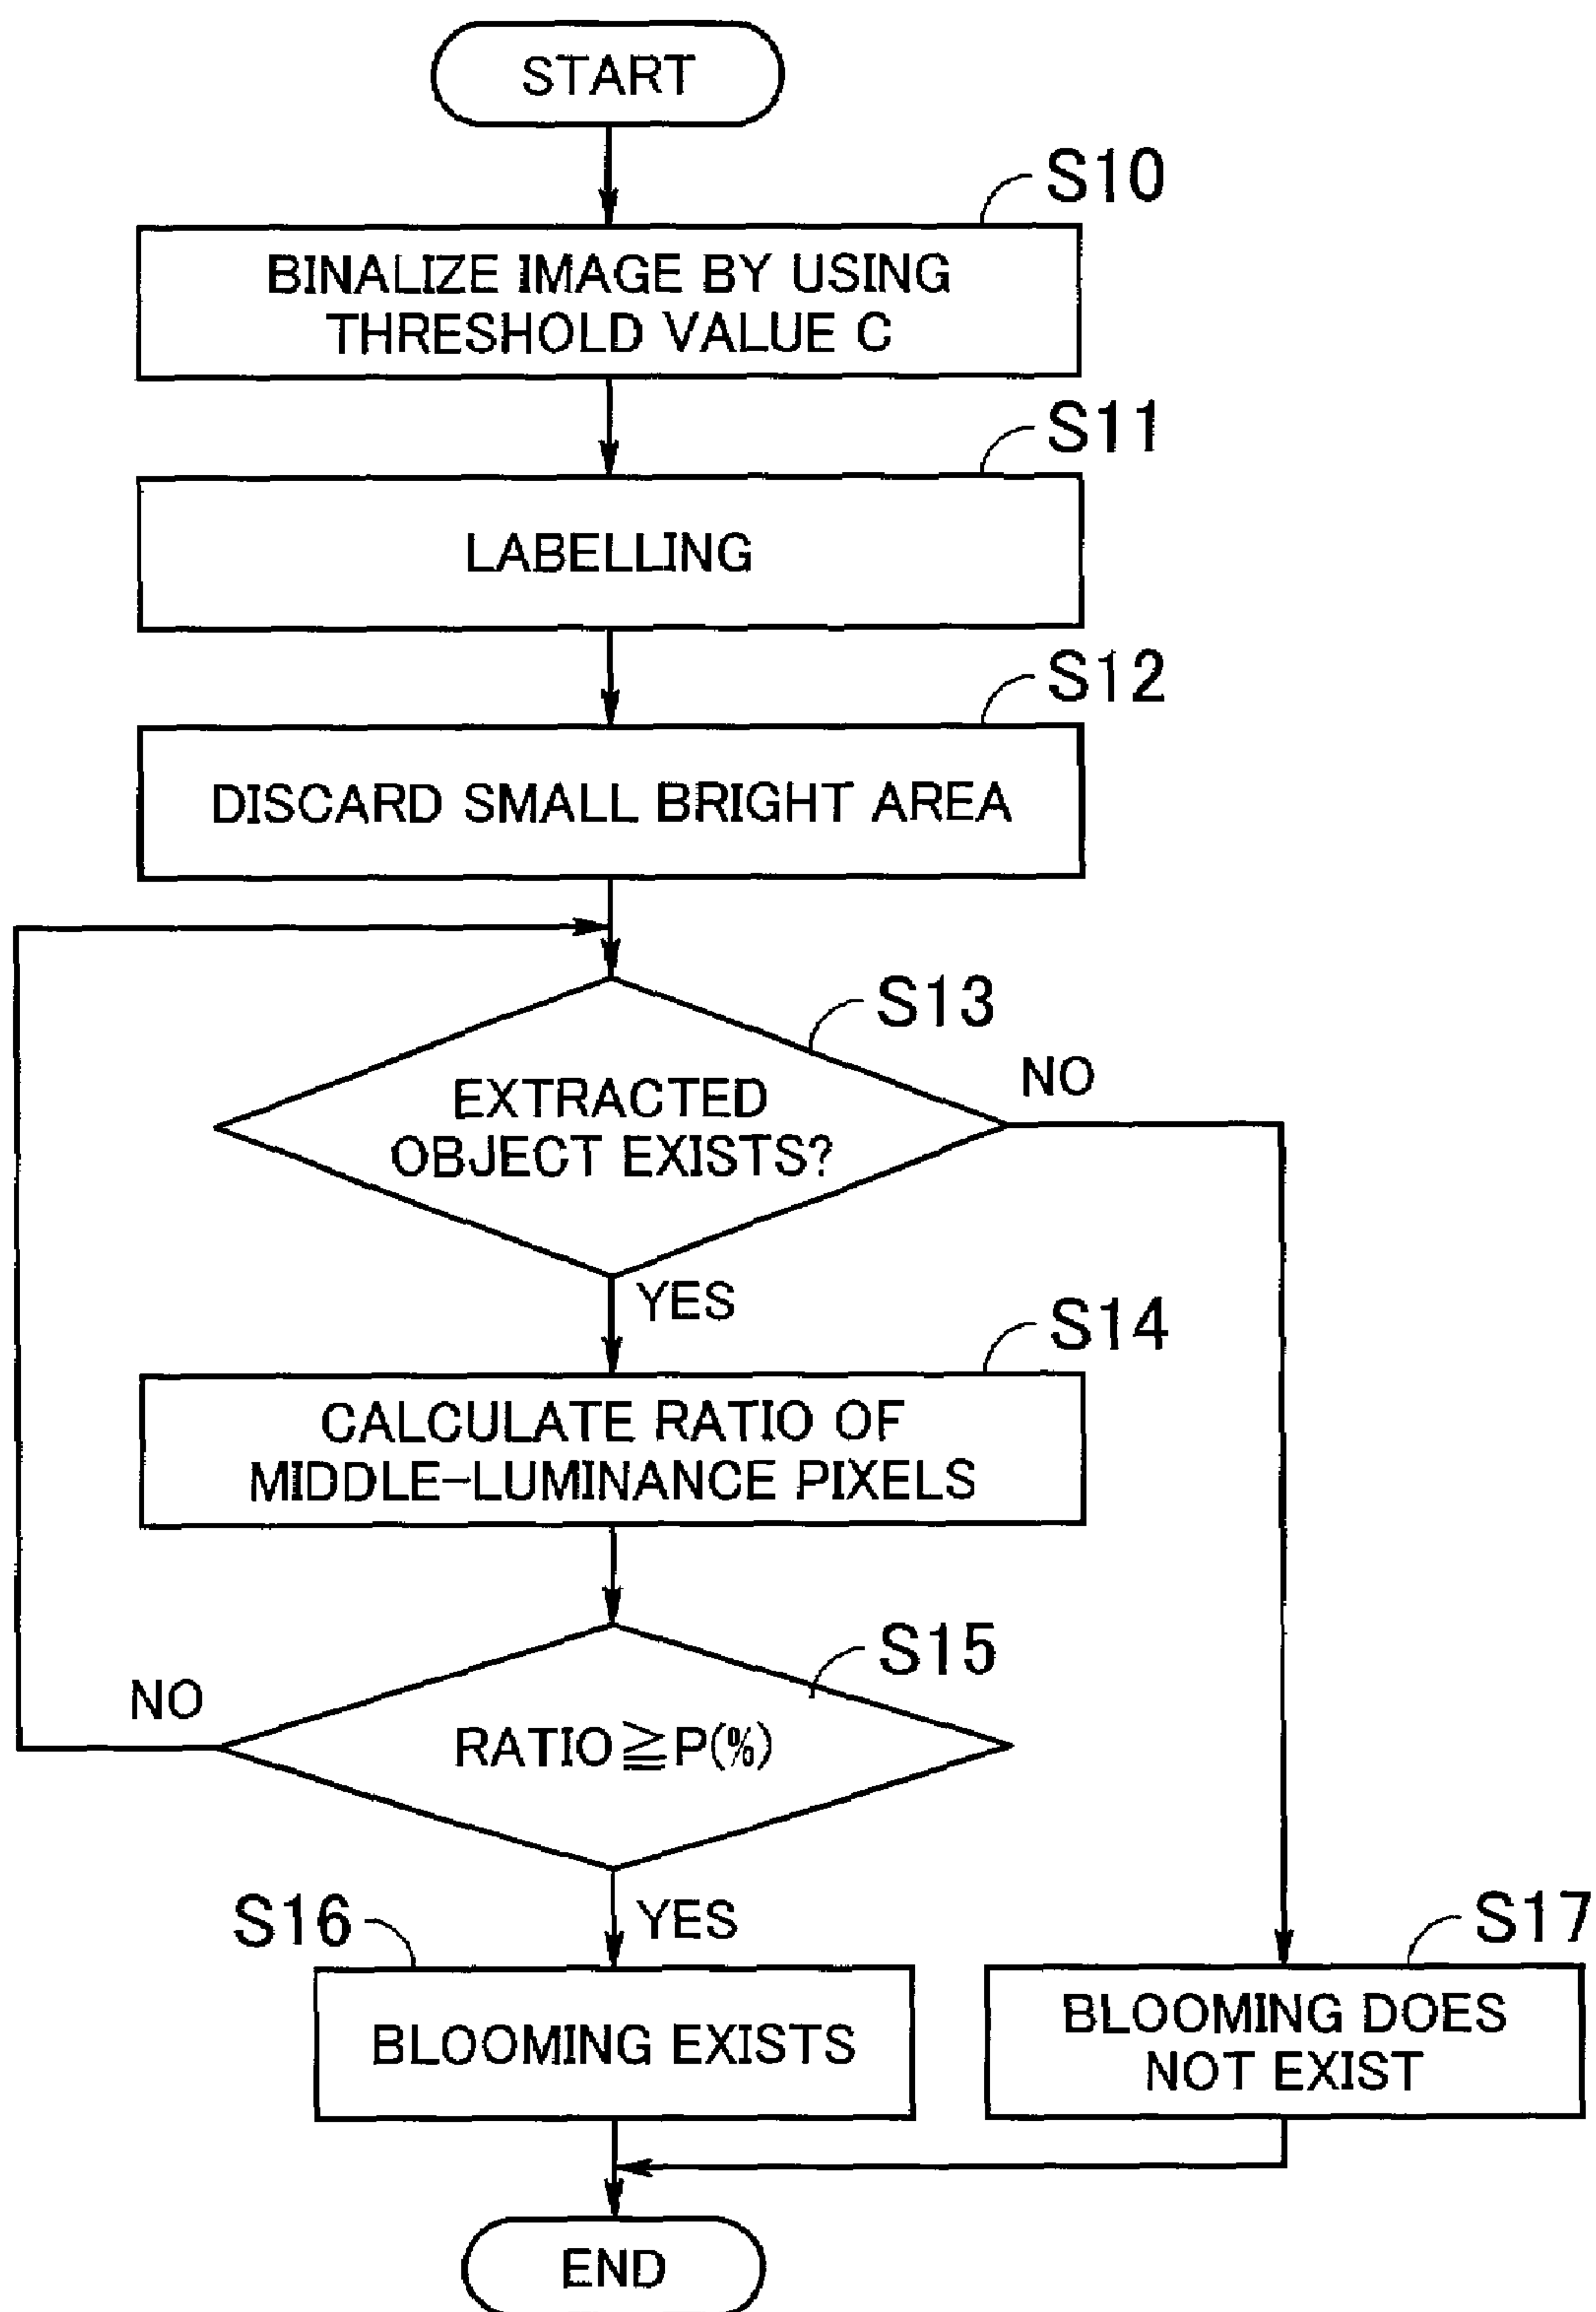 START
S10
BINALIZE IMAGE BY USING
THRESHOLD VALUE C
S11
LABELLING
S12
DISCARD SMALL BRIGHT AREA
S13
EXTRACTED
OBJECT EXISTS?
NO
YES
S14
CALCULATE RATIO OF
MIDDLE-LUMINANCE PIXELS
S15
RATIO≧P(%)
NO
YES
S16
BLOOMING EXISTS
S17
BLOOMING DOES
NOT EXIST
END